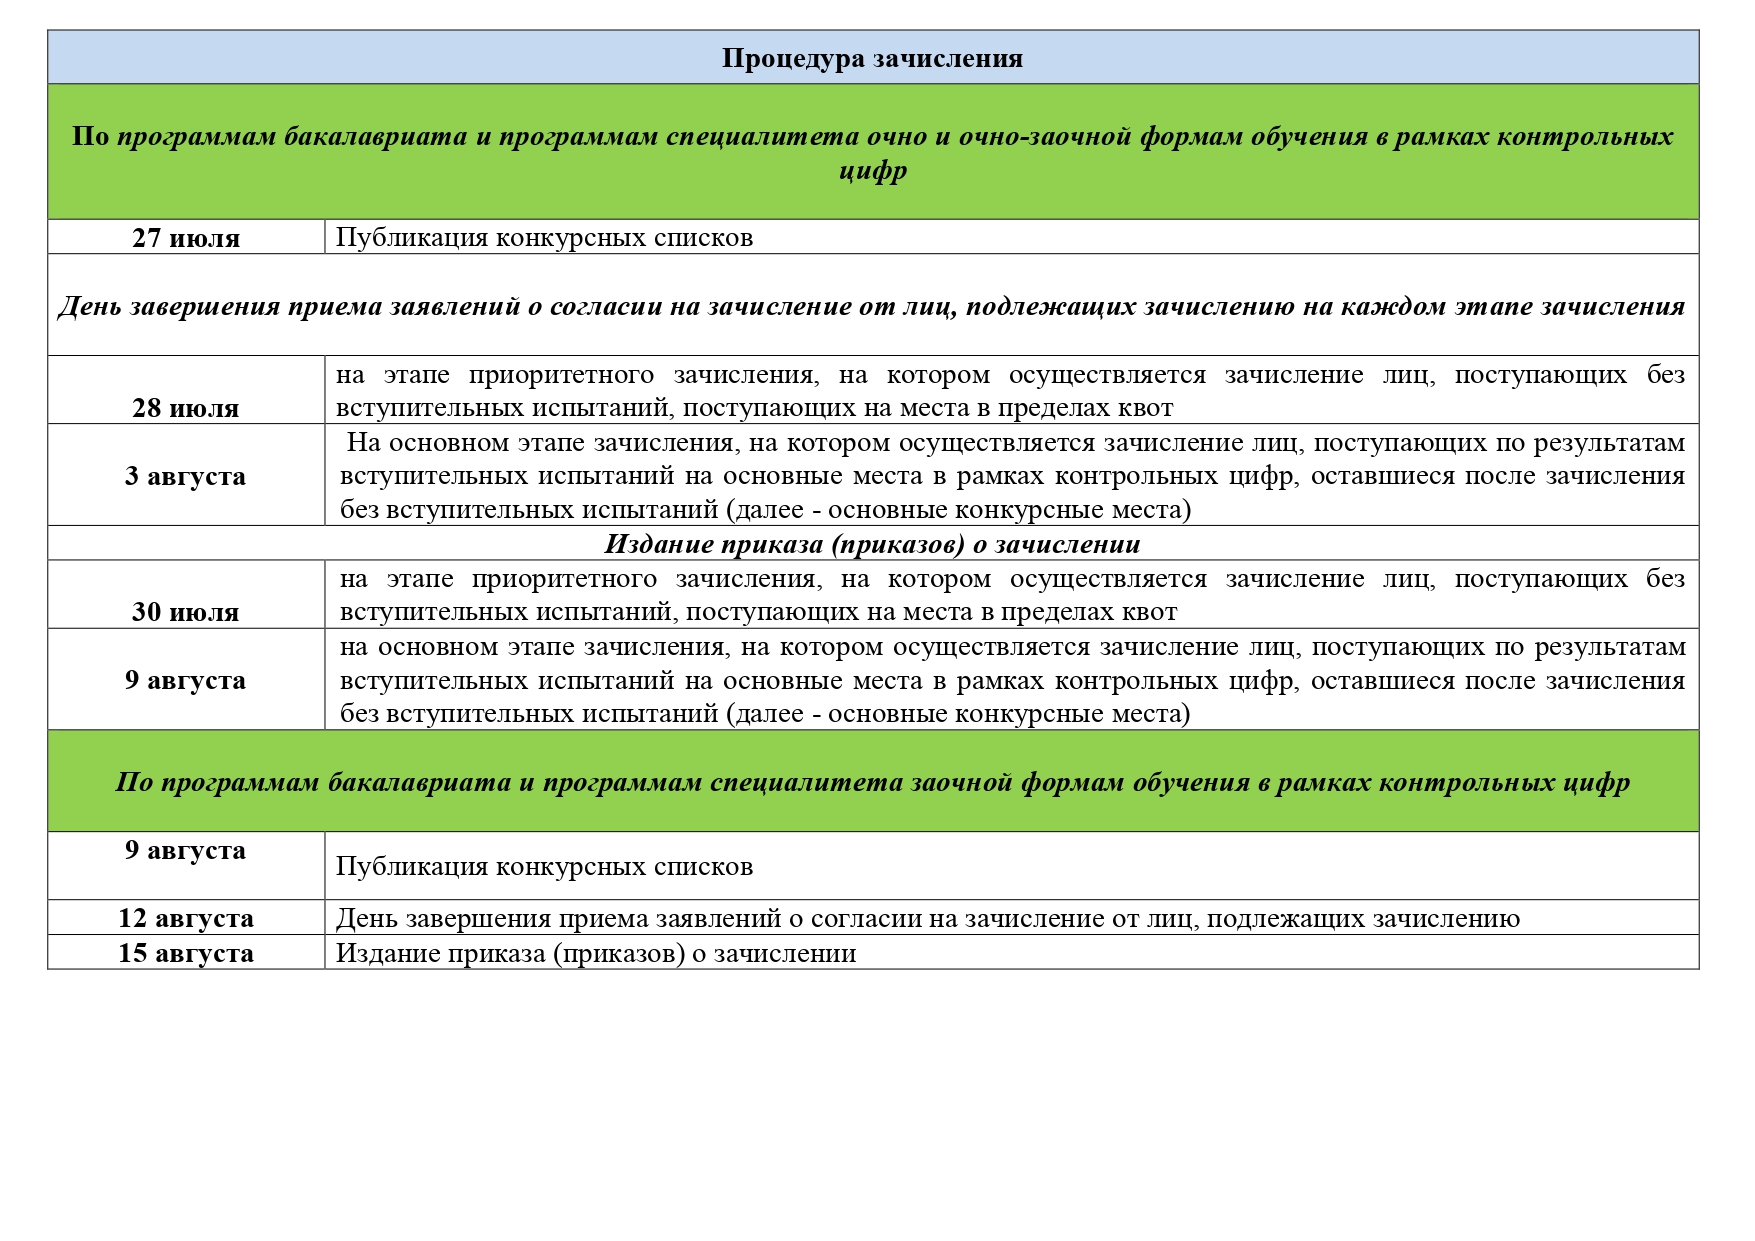 Процедура зачисления
По программам бакалавриата и программам специалитета очно и очно-заочной формам обучения в рамках контрольных
цифр
27 июля
Публикация конкурсных списков
День завершения приема заявлений о согласии на зачисление от лиц, подлежащих зачислению на каждом этапе зачисления
28 июля
на этапе приоритетного зачисления, на котором осуществляется зачисление лиц, поступающих без
вступительных испытаний, поступающих на места в пределах квот
3 августа
На основном этапе зачисления, на котором осуществляется зачисление лиц, поступающих по результатам
вступительных испытаний на основные места в рамках контрольных цифр, оставшиеся после зачисления
без вступительных испытаний (далее - основные конкурсные места)
Издание приказа (приказов) о зачислении
30 июля
на этапе приоритетного зачисления, на котором осуществляется зачисление лиц, поступающих без
вступительных испытаний, поступающих на места в пределах квот
9 августа
на основном этапе зачисления, на котором осуществляется зачисление лиц, поступающих по результатам
вступительных испытаний на основные места в рамках контрольных цифр, оставшиеся после зачисления
без вступительных испытаний (далее - основные конкурсные места)
По программам бакалавриата и программам специалитета заочной формам обучения в рамках контрольных цифр
9 августа
Публикация конкурсных списков
12 августа
День завершения приема заявлений о согласии на зачисление от лиц, подлежащих зачислению
15 августа
Издание приказа (приказов) о зачислении